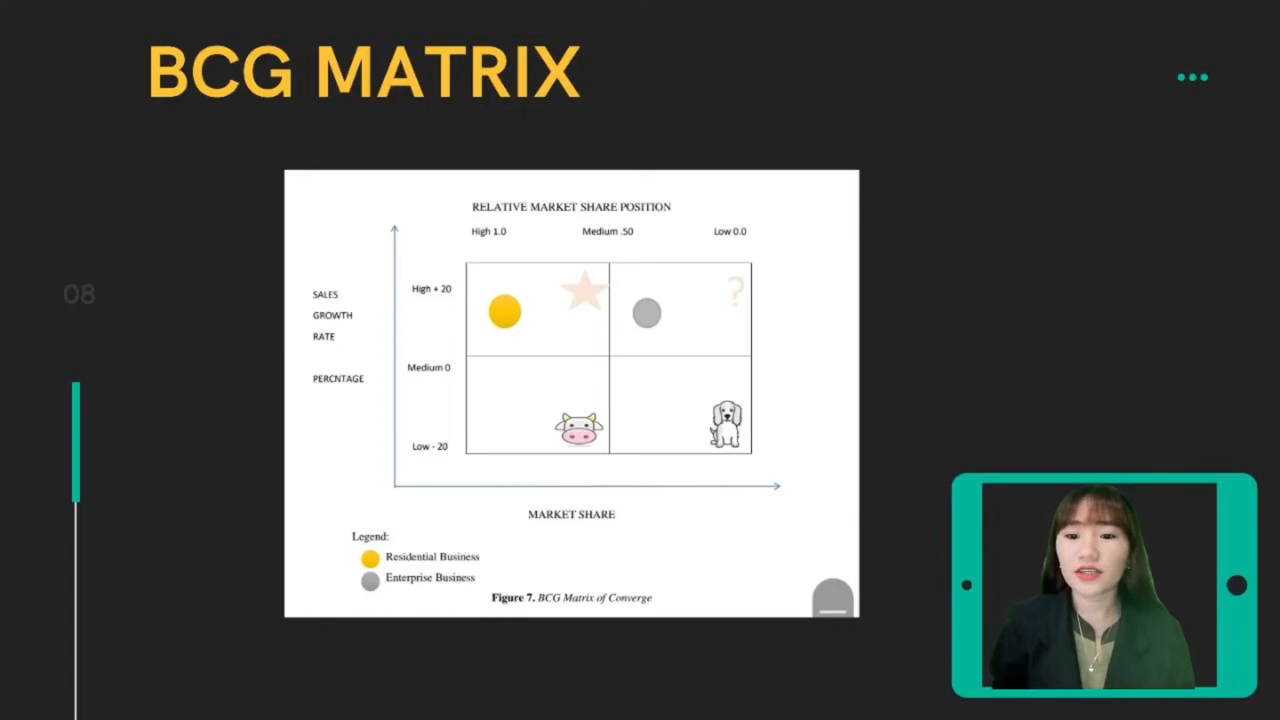 BCG MATRIX
08
RELATIVE MARKET SHARE POSITION
High 1.0 Medium .50 Low 0.0
High + 20
?
SALES
GROWTH
RATE
Medium 0
PERCNTAGE
Low - 20
MARKET SHARE
Legend:
Residential Business
Enterprise Business
Figure 7. BCG Matrix of Converge